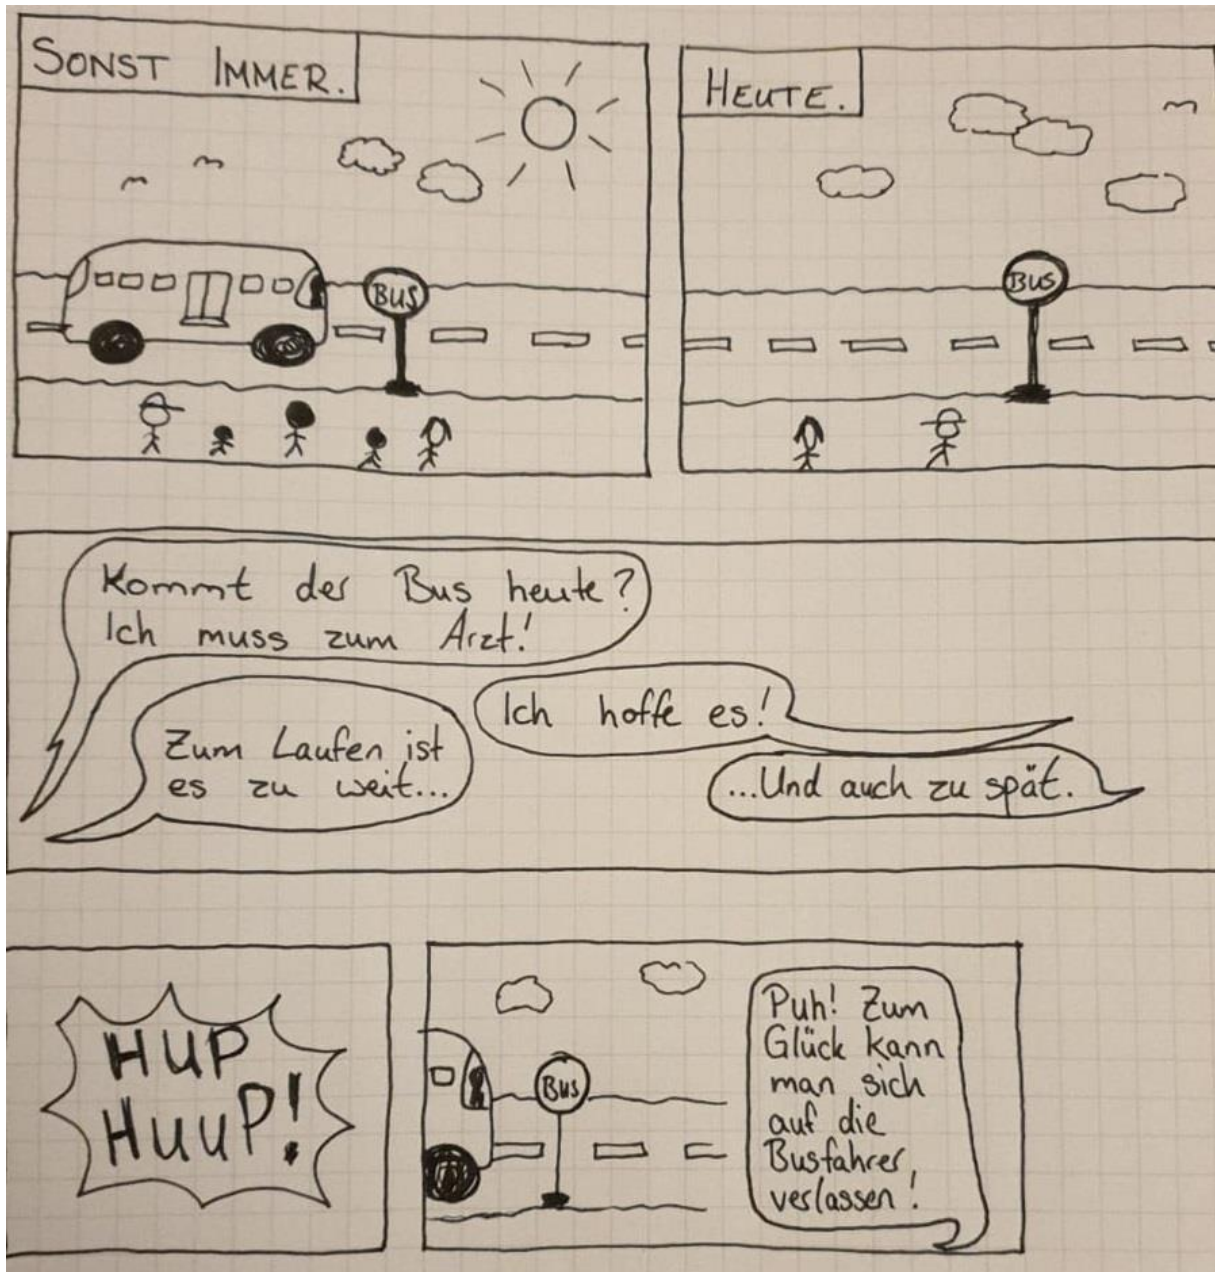 SONST IMMER.
BUS
HEUTE.
BUS
Kommt der Bus heute?
Ich muss zum Arzt!
Ich hoffe es!
Zum Laufen ist
es zu weit...
...Und auch zu spät.
HUP
HuuP!
Bus
Puh! Zum
Glück kann
man sich
auf die
Busfahrer,
verlassen!